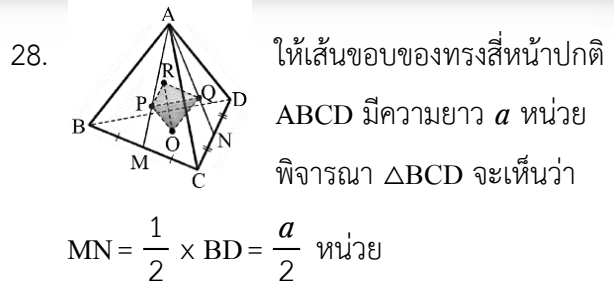 28.
A
R
P
Q
D
B
O
N
M
C
ให้เส้นขอบของทรงสี่หน้าปกติ
ABCD มีความยาว a หน่วย
พิจารณา △BCD จะเห็นว่า
MN = 1/2 × BD = a/2 หน่วย